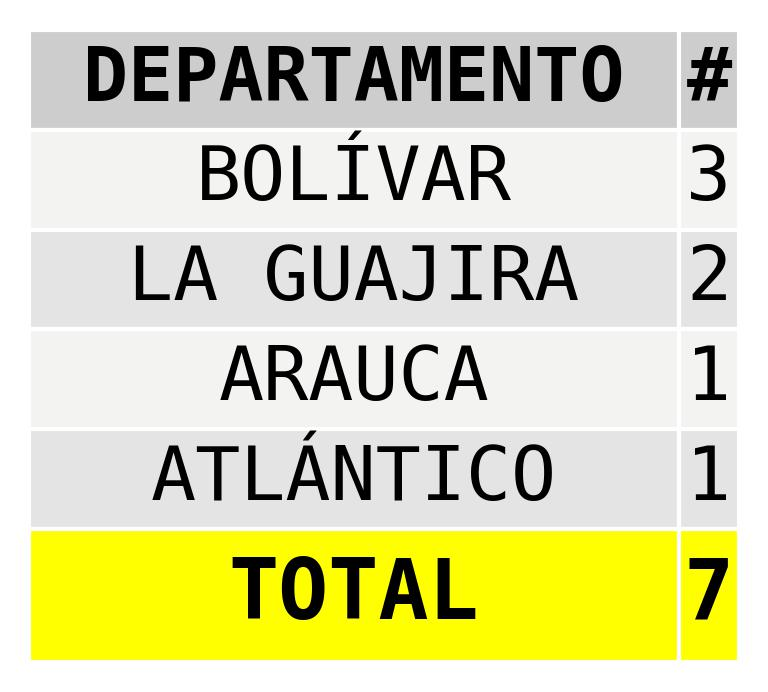 DEPARTAMENTO #
BOLÍVAR 3
LA GUAJIRA 2
ARAUCA 1
ATLÁNTICO 1
TOTAL 7